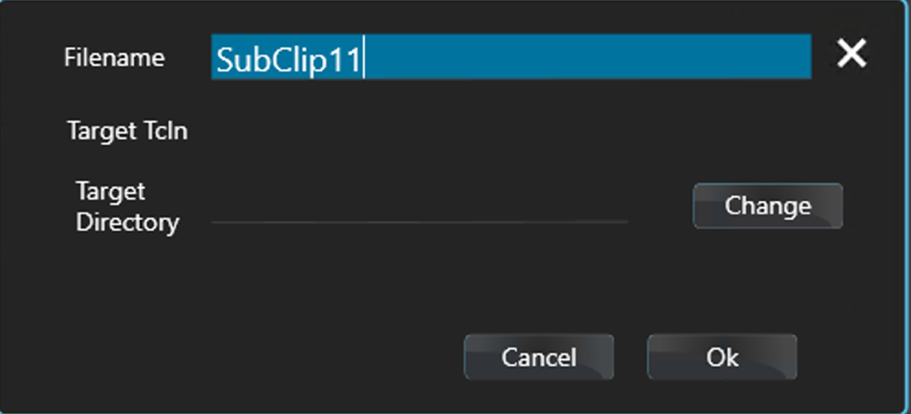 Filename SubClip11
Target TcIn
Target
Directory
Change
Cancel Ok